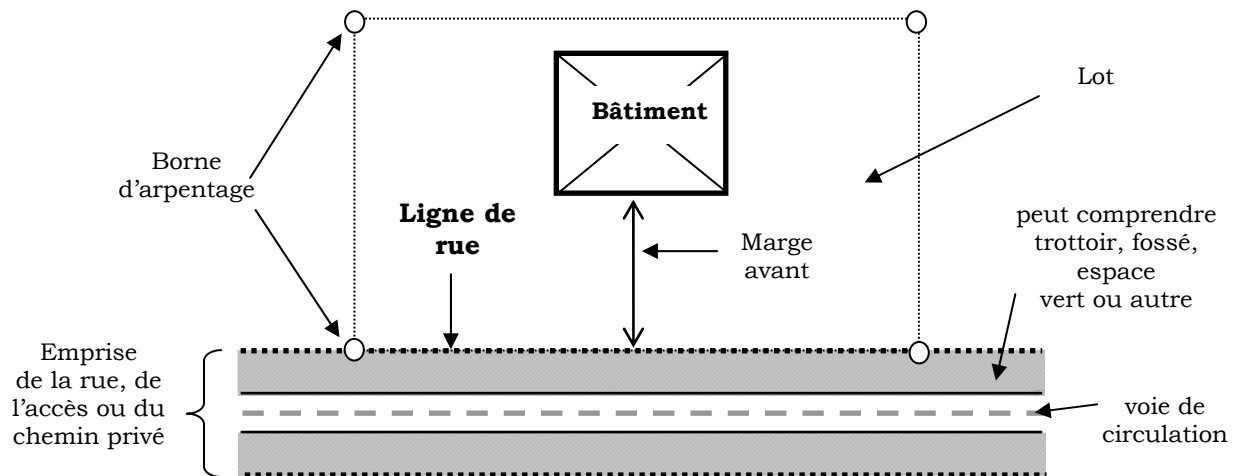 Lot
Bâtiment
Borne
d'arpentage
Ligne de
rue
Marge
avant
peut comprendre
trottoir, fossé,
espace
vert ou autre
Emprise
de la rue, de
l'accès ou du
chemin privé
voie de
circulation